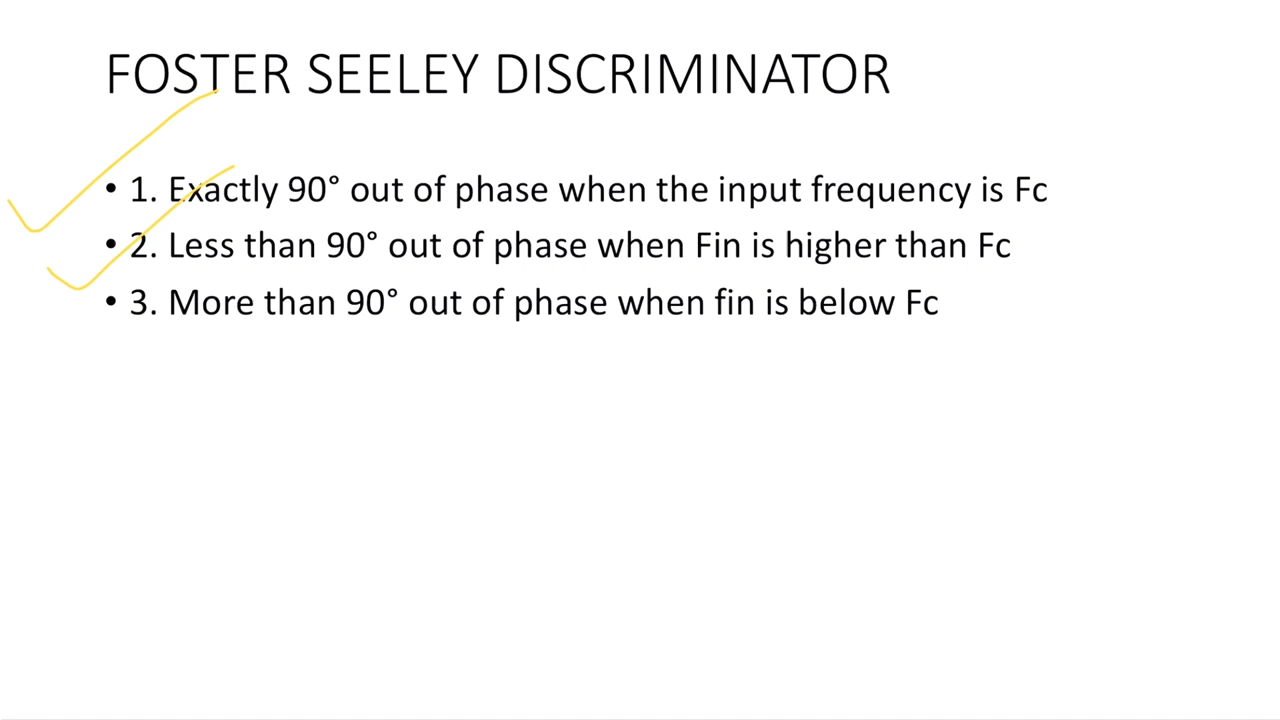 FOSTER SEELEY DISCRIMINATOR
• 1. Exactly 90° out of phase when the input frequency is Fc
• 2. Less than 90° out of phase when Fin is higher than Fc
• 3. More than 90° out of phase when fin is below Fc